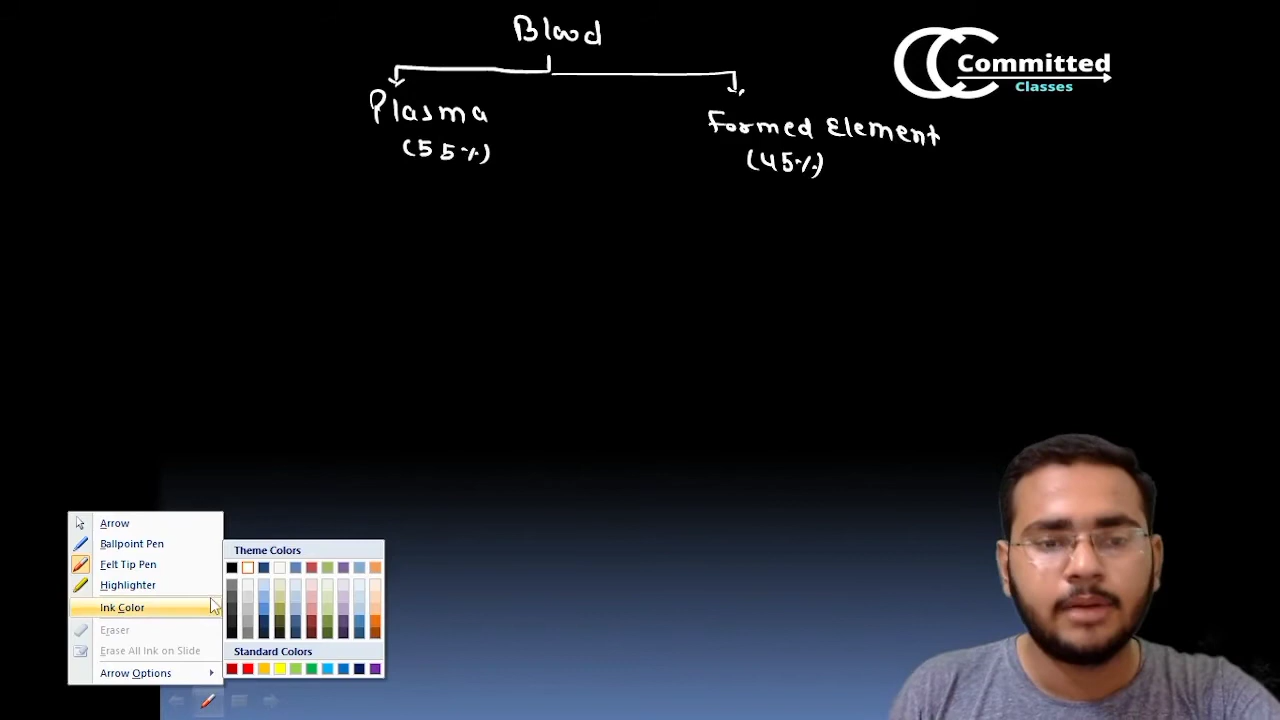 Blood
Committed
Classes
Plasma
(55%)
Formed Element
(45%)
Arrow
Ballpoint Pen
Felt Tip Pen
Highlighter
Ink Color
Eraser
Erase All Ink on Slide
Arrow Options
Theme Colors
Standard Colors